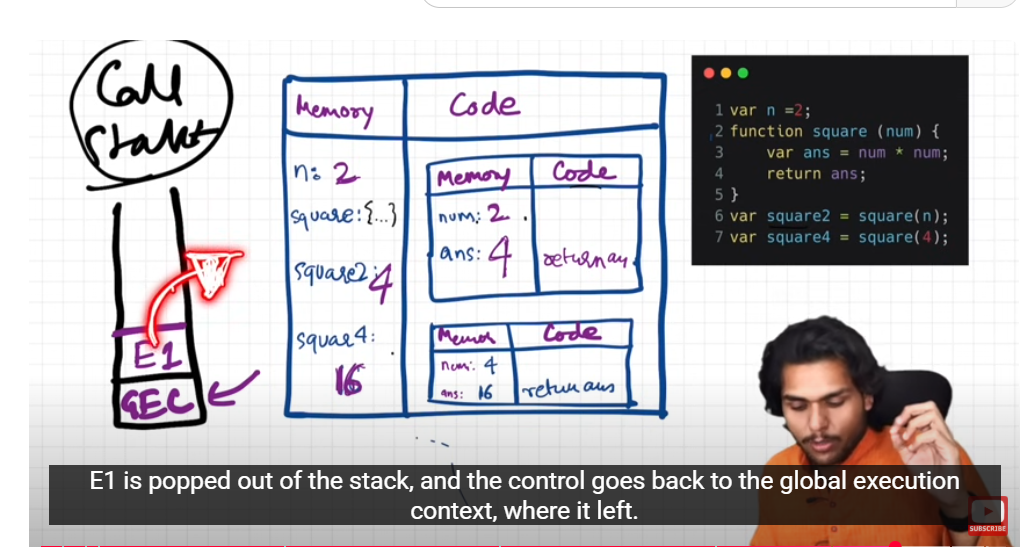 Call
Stack
E1
GEC
Memory
Code
n: 2
square:{...}
square2: 4
squar4:
16
Memory
Code
num: 2
ans: 4
return an
Code
num: 4
ans: 16
return ans
1 var n =2;
2 function square (num) {
3 var ans = num * num;
4 return ans;
5 }
6 var square2 = square(n);
7 var square4 = square(4);
E1 is popped out of the stack, and the control goes back to the global execution
context, where it left.
SUBSCRIBE